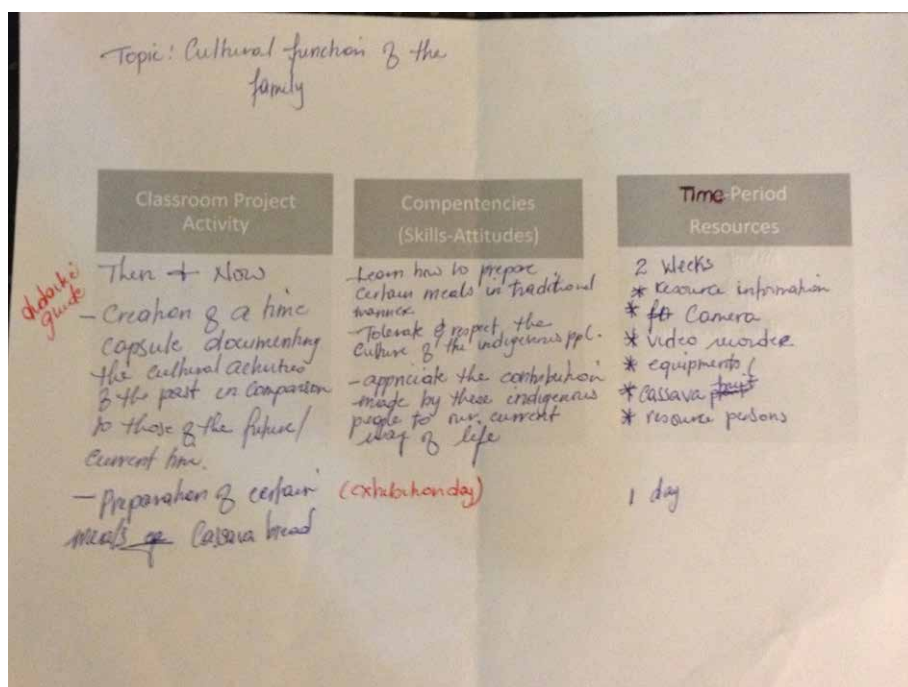 Topic: Cultural function of the
family
Classroom Project
Activity
Then + Now
didactic
guide
- Creation of a time
capsule documenting
the cultural activities
of the past in comparison
to those of the future/
current time.
- Preparation of certain
meals eg Cassava bread
Compentencies
(Skills-Attitudes)
- Learn how to prepare
certain meals in traditional
manner
- Tolerate & respect the
culture of the indigenous ppl.
- appriciate the contribution
made by these indigenous
people to our current
way of life
(exhibition day)
Time-Period
Resources
2 Weeks
* resource information
* Camera
* video recorder
* equipments/
* cassava
* resource persons
1 day